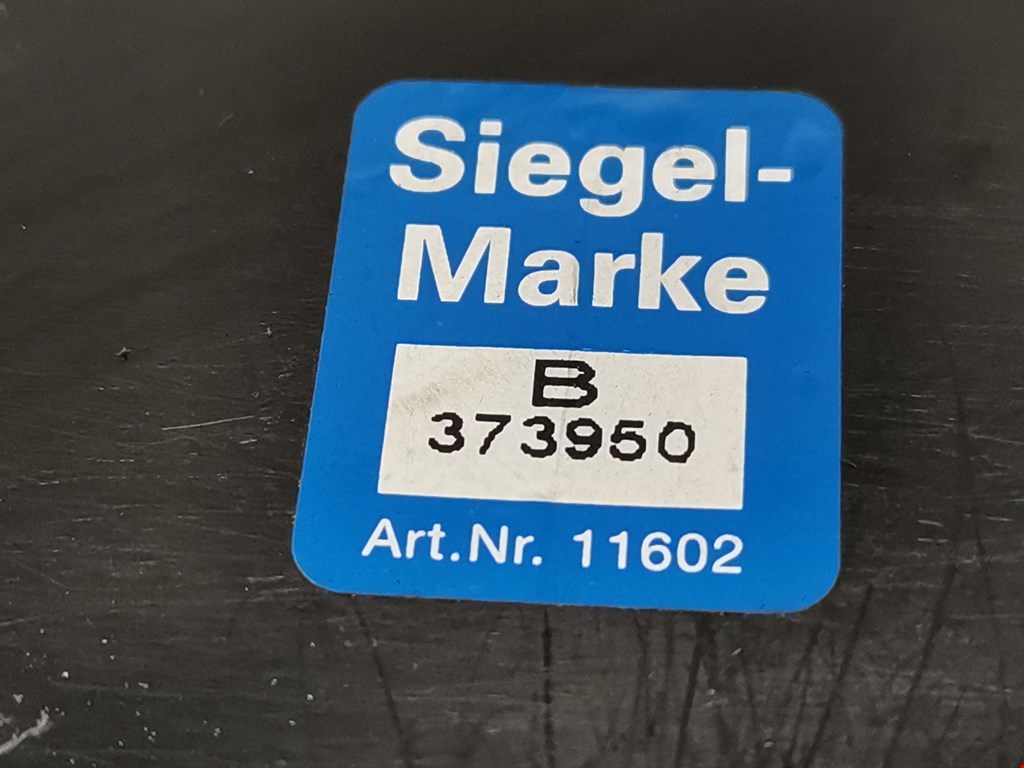 Siegel-
Marke
B
373950
Art.Nr. 11602